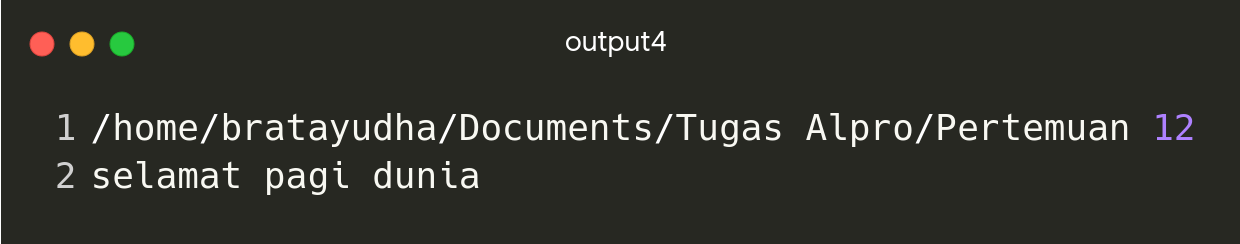 output4
1 /home/bratayudha/Documents/Tugas Alpro/Pertemuan 12
2 selamat pagi dunia